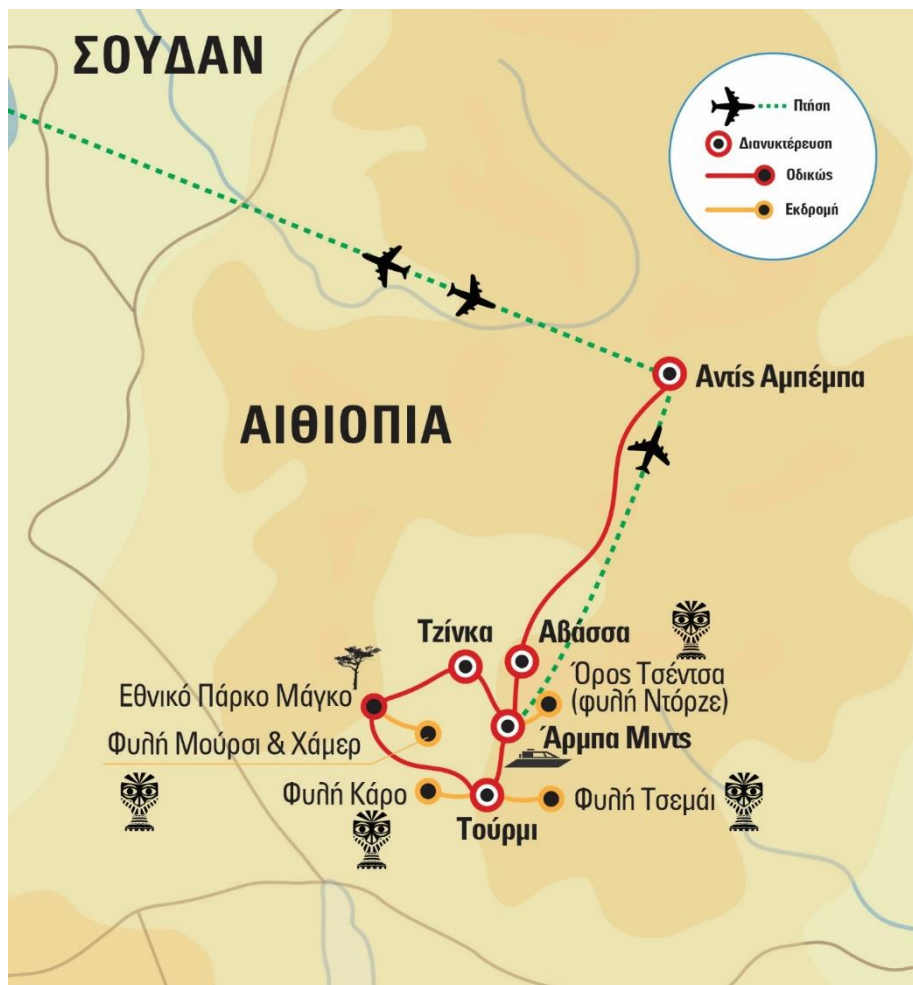 ΣΟΥΔΑΝ
Πτήση
Διανυκτέρευση
Οδικώς
Εκδρομή
Αντίς Αμπέμπα
ΑΙΘΙΟΠΙΑ
Τζίνκα
Αβάσσα
Όρος Τσέντσα
(φυλή Ντόρζε)
Εθνικό Πάρκο Μάγκο
Φυλή Μούρσι & Χάμερ
Άρμπα Μιντς
Φυλή Κάρο
Φυλή Τσεμάι
Τούρμι